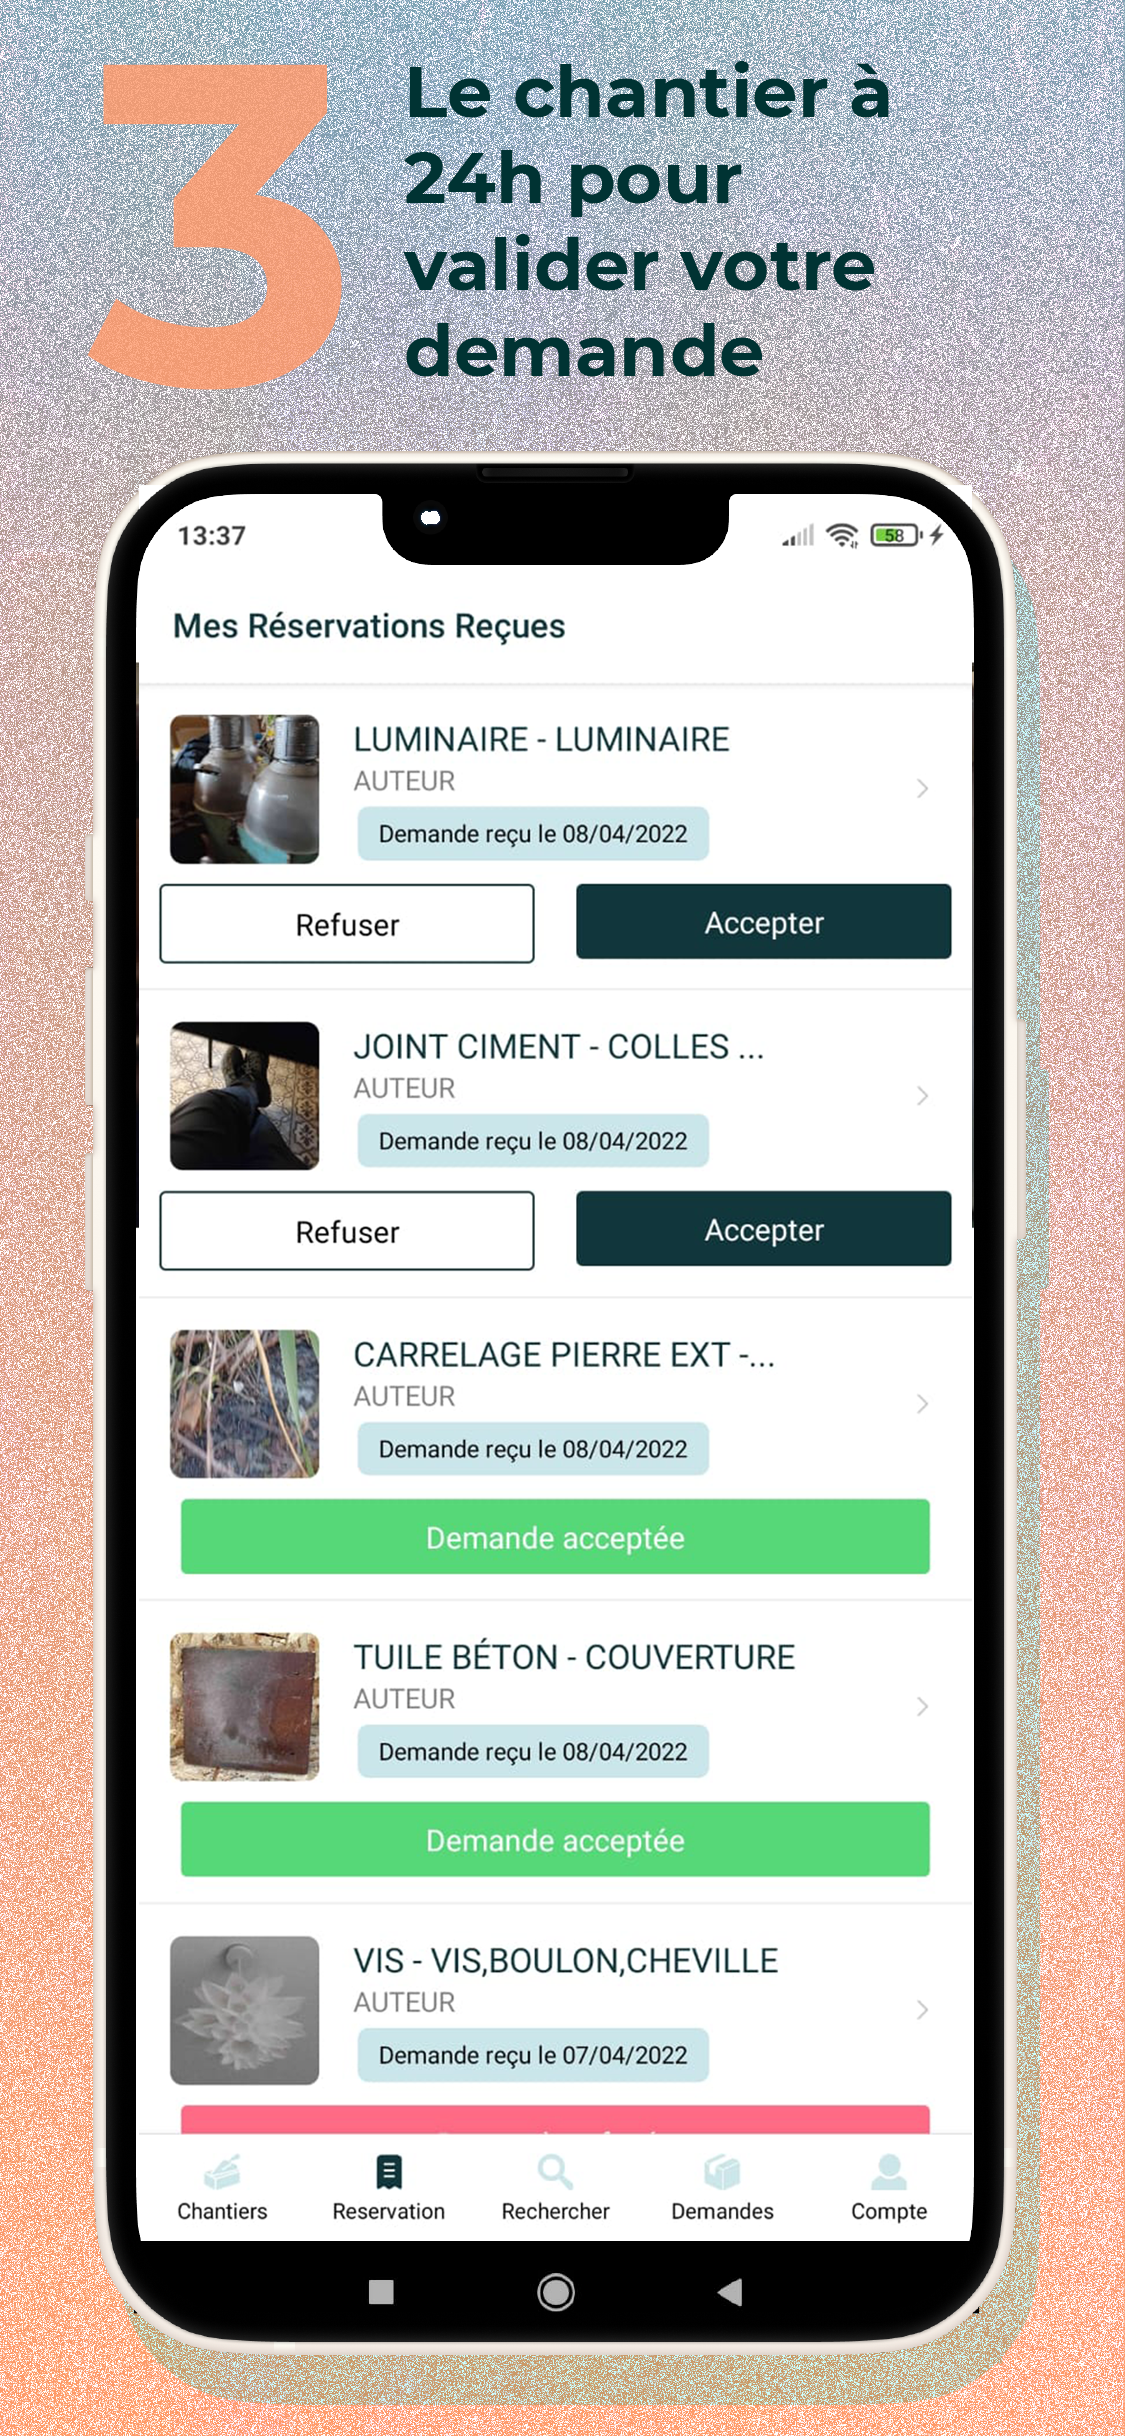 3
Le chantier à
24h pour
valider votre
demande
13:37
58
Mes Réservations Reçues
LUMINAIRE - LUMINAIRE
AUTEUR
Demande reçu le 08/04/2022
Refuser
Accepter
JOINT CIMENT - COLLES ...
AUTEUR
Demande reçu le 08/04/2022
Refuser
Accepter
CARRELAGE PIERRE EXT -...
AUTEUR
Demande reçu le 08/04/2022
Demande acceptée
TUILE BÉTON - COUVERTURE
AUTEUR
Demande reçu le 08/04/2022
Demande acceptée
VIS - VIS,BOULON,CHEVILLE
AUTEUR
Demande reçu le 07/04/2022
Chantiers
Reservation
Rechercher
Demandes
Compte